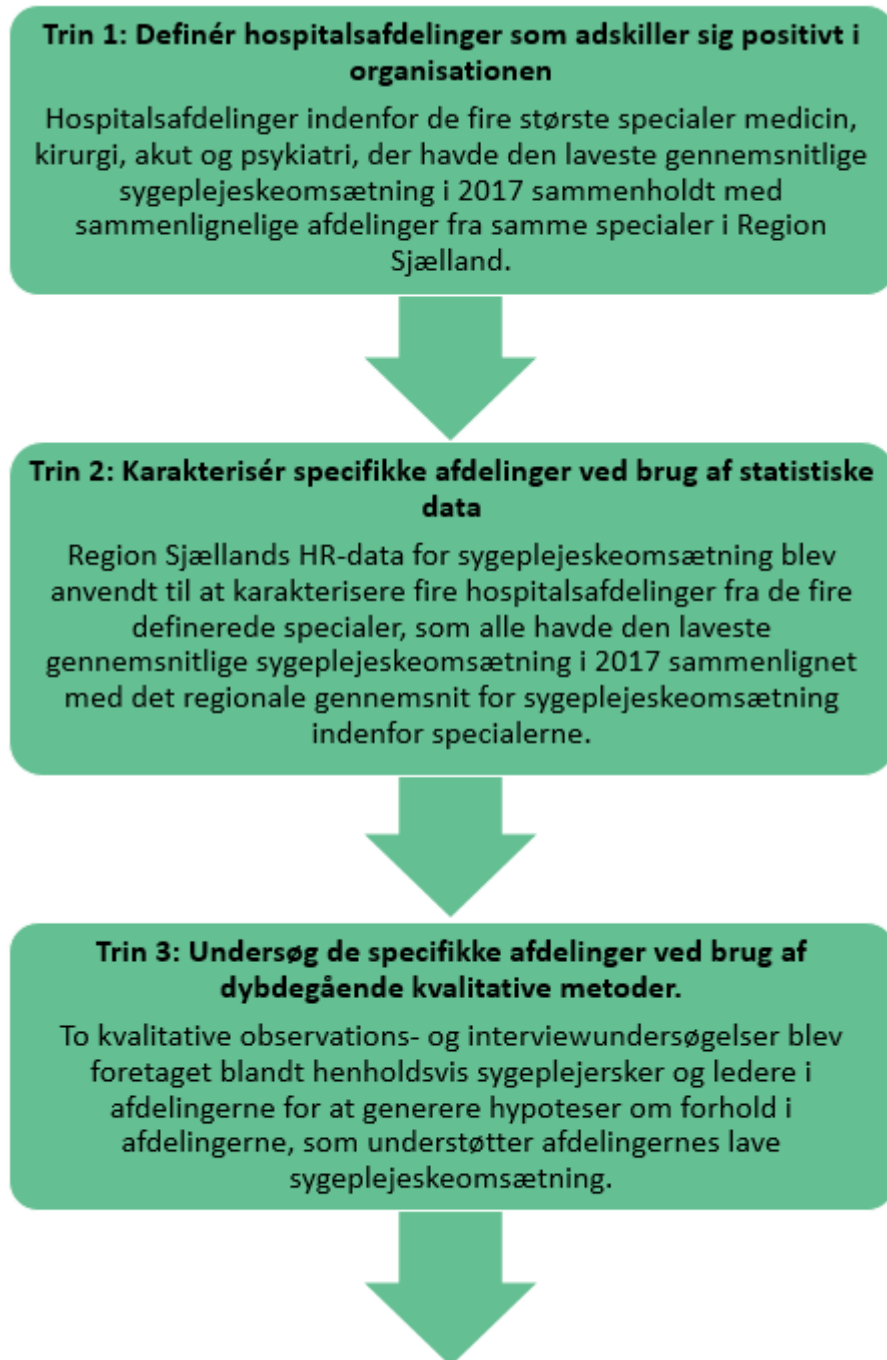 Trin 1: Definér hospitalsafdelinger som adskiller sig positivt i
organisationen
Hospitalsafdelinger indenfor de fire største specialer medicin,
kirurgi, akut og psykiatri, der havde den laveste gennemsnitlige
sygeplejeskeomsætning i 2017 sammenholdt med
sammenlignelige afdelinger fra samme specialer i Region
Sjælland.
Trin 2: Karakterisér specifikke afdelinger ved brug af statistiske
data
Region Sjællands HR-data for sygeplejeskeomsætning blev
anvendt til at karakterisere fire hospitalsafdelinger fra de fire
definerede specialer, som alle havde den laveste
gennemsnitlige sygeplejeskeomsætning i 2017 sammenlignet
med det regionale gennemsnit for sygeplejeskeomsætning
indenfor specialerne.
Trin 3: Undersøg de specifikke afdelinger ved brug af
dybdegående kvalitative metoder.
To kvalitative observations- og interviewundersøgelser blev
foretaget blandt henholdsvis sygeplejersker og ledere i
afdelingerne for at generere hypoteser om forhold i
afdelingerne, som understøtter afdelingernes lave
sygeplejeskeomsætning.